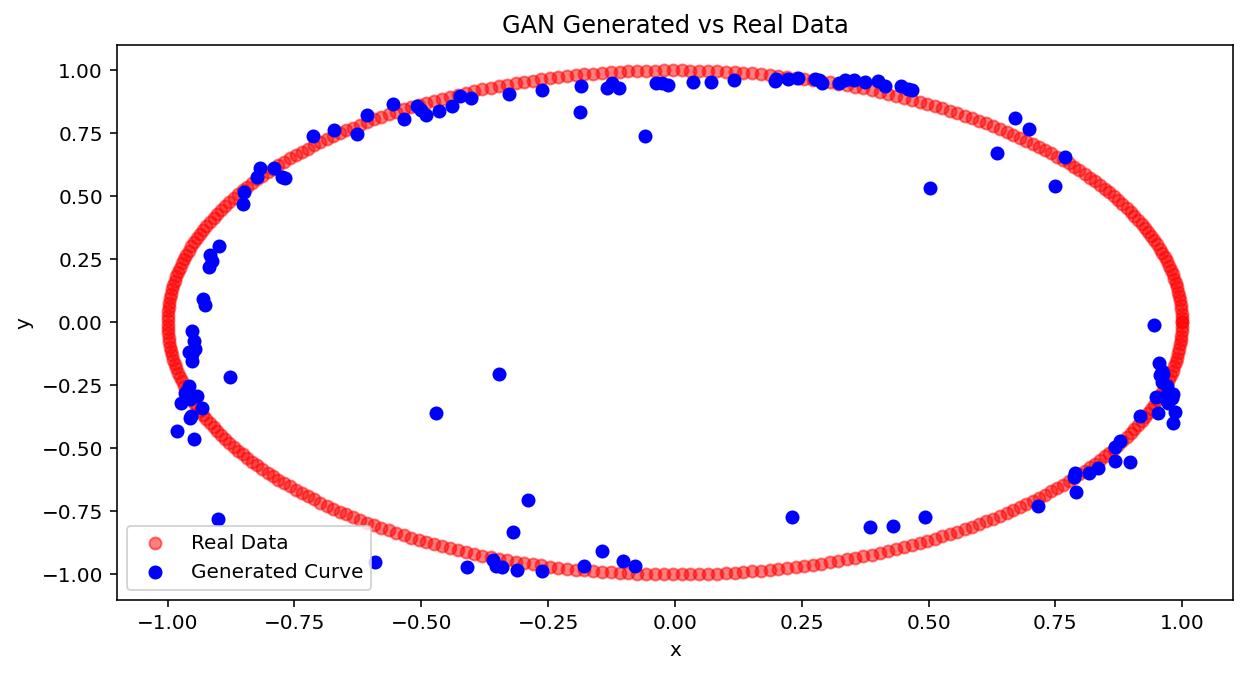 GAN Generated vs Real Data
1.00
0.75
0.50
0.25
0.00
−0.25
−0.50
−0.75
−1.00
y
Real Data
Generated Curve
−1.00 −0.75 −0.50 −0.25 0.00 0.25 0.50 0.75 1.00
x